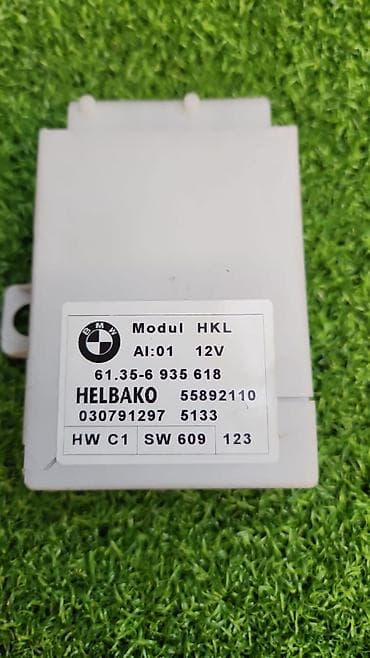 BMW
Modul HKL
AI:01 12V
61.35-6 935 618
HELBAKO 55892110
030791297 5133
HW C1 SW 609 123